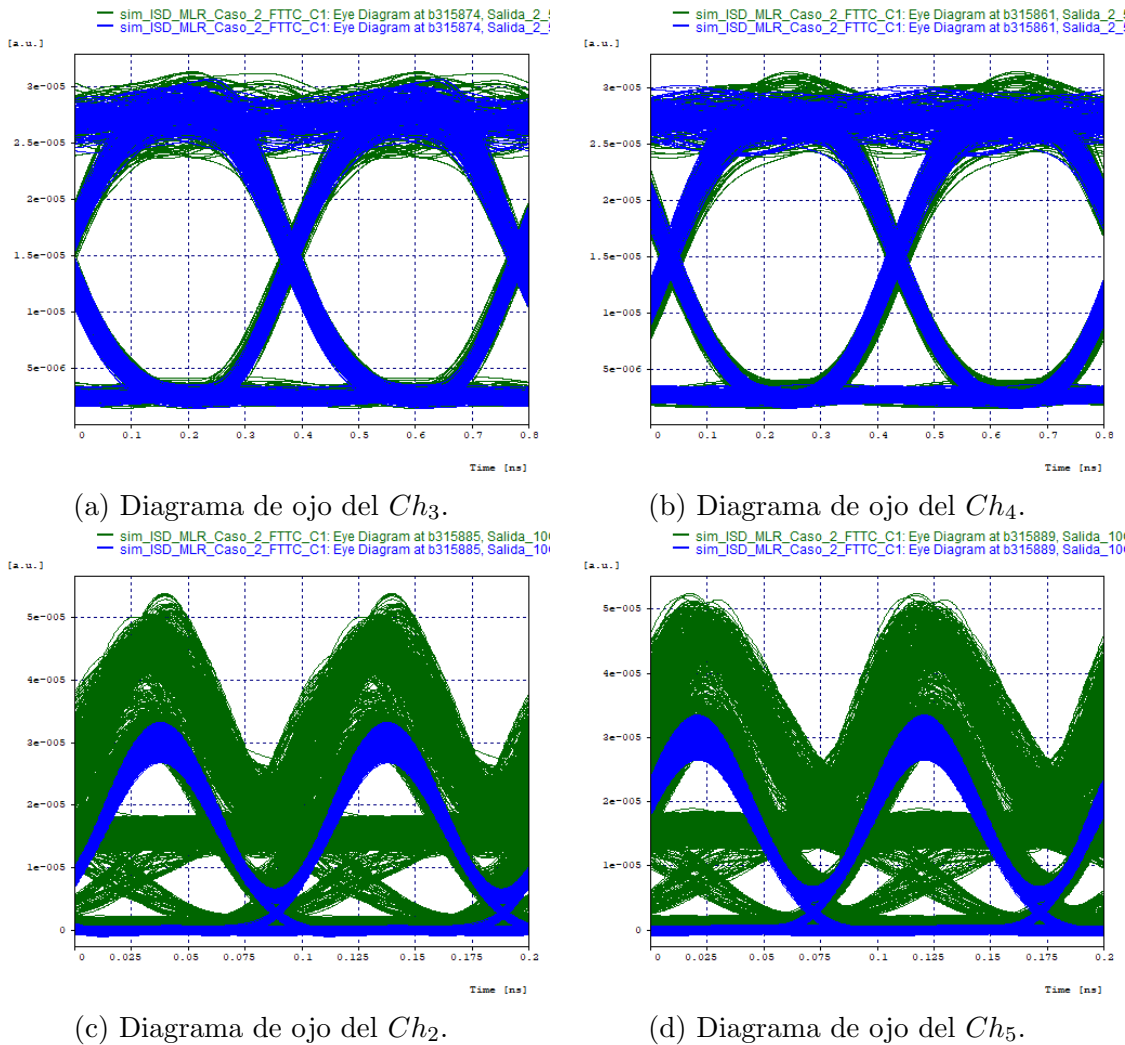 sim_ISD_MLR_Caso_2_FTTC_C1: Eye Diagram at b315874, Salida_2_
sim_ISD_MLR_Caso_2_FTTC_C1: Eye Diagram at b315874, Salida_2_
[a.u.]
3e-005
2.5e-005
2e-005
1.5e-005
1e-005
5e-006
0 0.1 0.2 0.3 0.4 0.5 0.6 0.7 0.8
Time [ns]
(a) Diagrama de ojo del Ch3.
sim_ISD_MLR_Caso_2_FTTC_C1: Eye Diagram at b315861, Salida_2_
sim_ISD_MLR_Caso_2_FTTC_C1: Eye Diagram at b315861, Salida_2_
[a.u.]
3e-005
2.5e-005
2e-005
1.5e-005
1e-005
5e-006
0 0.1 0.2 0.3 0.4 0.5 0.6 0.7 0.8
Time [ns]
(b) Diagrama de ojo del Ch4.
sim_ISD_MLR_Caso_2_FTTC_C1: Eye Diagram at b315885, Salida_10
sim_ISD_MLR_Caso_2_FTTC_C1: Eye Diagram at b315885, Salida_10
[a.u.]
5e-005
4e-005
3e-005
2e-005
1e-005
0
0 0.025 0.05 0.075 0.1 0.125 0.15 0.175 0.2
Time [ns]
(c) Diagrama de ojo del Ch2.
sim_ISD_MLR_Caso_2_FTTC_C1: Eye Diagram at b315889, Salida_10
sim_ISD_MLR_Caso_2_FTTC_C1: Eye Diagram at b315889, Salida_10
[a.u.]
5e-005
4e-005
3e-005
2e-005
1e-005
0
0 0.025 0.05 0.075 0.1 0.125 0.15 0.175 0.2
Time [ns]
(d) Diagrama de ojo del Ch5.